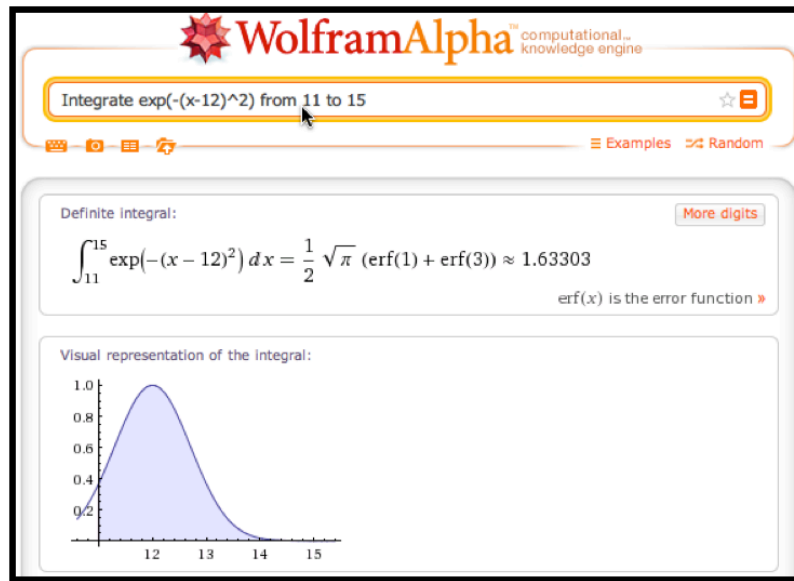 WolframAlpha™ computational... knowledge engine
Integrate exp(-(x-12)^2) from 11 to 15
Examples Random
Definite integral: More digits
∫₁₁¹⁵ exp(−(x − 12)²) dx = 1/2 √π (erf(1) + erf(3)) ≈ 1.63303
erf(x) is the error function »
Visual representation of the integral:
1.0
0.8
0.6
0.4
0.2
12 13 14 15